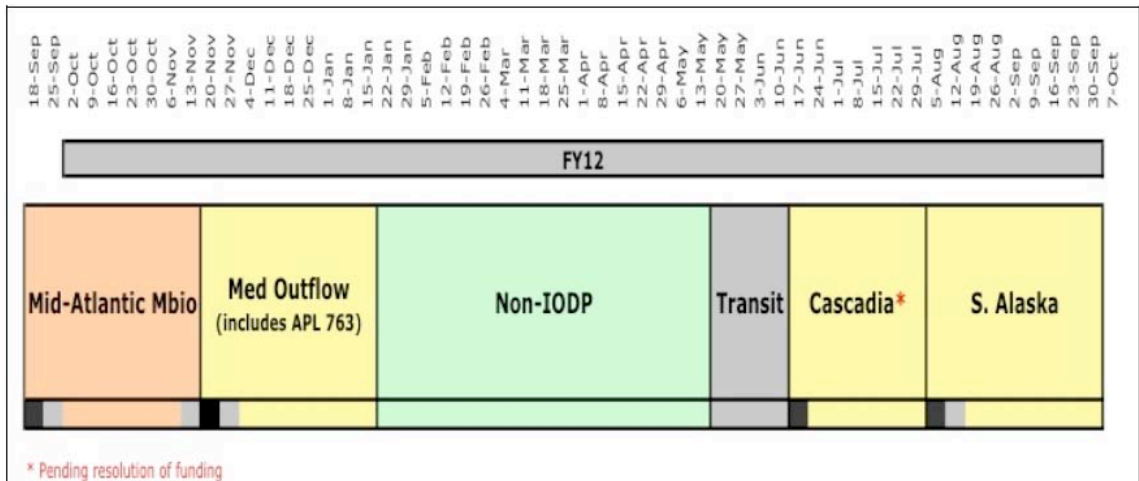 18-Sep
25-Sep
2-Oct
9-Oct
16-Oct
23-Oct
30-Oct
6-Nov
13-Nov
20-Nov
27-Nov
4-Dec
11-Dec
18-Dec
25-Dec
1-Jan
8-Jan
15-Jan
22-Jan
29-Jan
5-Feb
12-Feb
19-Feb
26-Feb
4-Mar
11-Mar
18-Mar
25-Mar
1-Apr
8-Apr
15-Apr
22-Apr
29-Apr
6-May
13-May
20-May
27-May
3-Jun
10-Jun
17-Jun
24-Jun
1-Jul
8-Jul
15-Jul
22-Jul
29-Jul
5-Aug
12-Aug
19-Aug
26-Aug
2-Sep
9-Sep
16-Sep
23-Sep
30-Sep
7-Oct
FY12
Mid-Atlantic Mbio
Med Outflow
(includes APL 763)
Non-IODP
Transit
Cascadia*
S. Alaska
* Pending resolution of funding